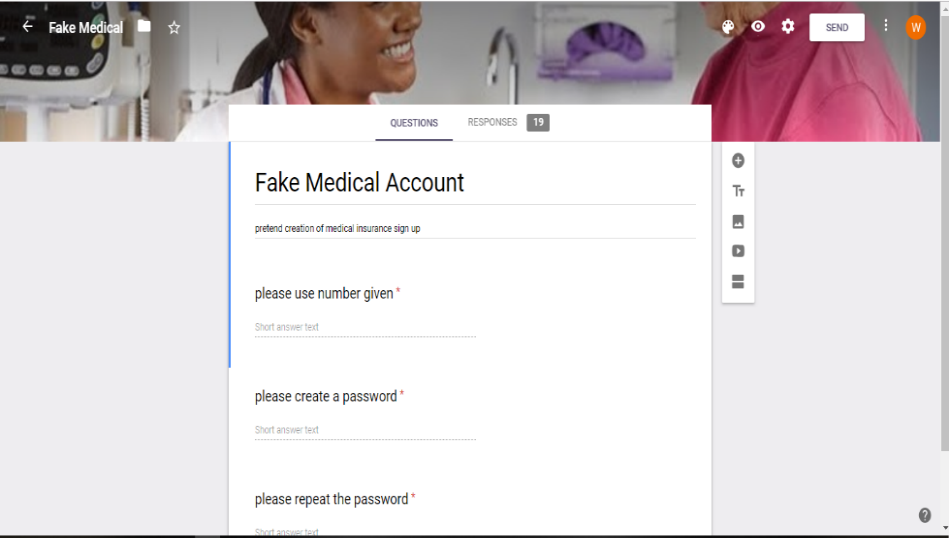 Fake Medical
SEND
W
QUESTIONS
RESPONSES 19
Fake Medical Account
pretend creation of medical insurance sign up
Tт
please use number given *
Short answer text
please create a password *
Short answer text
please repeat the password *
Short answer text
?